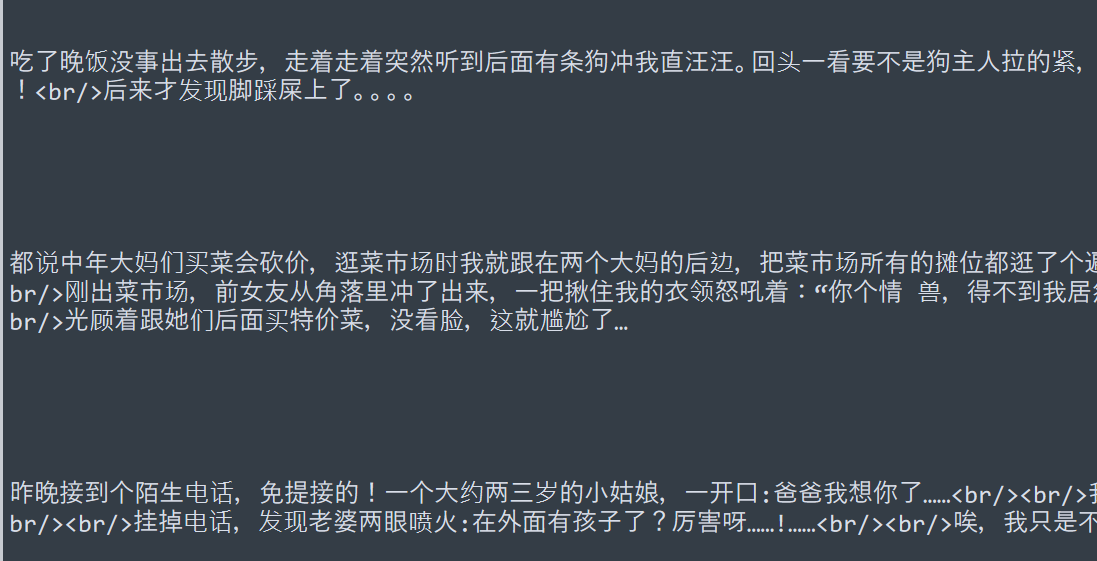 吃了晚饭没事出去散步, 走着走着突然听到后面有条狗冲我直汪汪。回头一看要不是狗主人拉的紧,
！<br/>后来才发现脚踩屎上了。。。。
都说中年大妈们买菜会砍价, 逛菜市场时我就跟在两个大妈的后边, 把菜市场所有的摊位都逛了个遍
br/>刚出菜市场, 前女友从角落里冲了出来, 一把揪住我的衣领怒吼着：“你个情 兽, 得不到我居然
br/>光顾着跟她们后面买特价菜, 没看脸, 这就尴尬了…
昨晚接到个陌生电话, 免提接的！一个大约两三岁的小姑娘, 一开口:爸爸我想你了……<br/><br/>我
br/><br/>挂掉电话, 发现老婆两眼喷火:在外面有孩子了？厉害呀……!……<br/><br/>唉, 我只是不